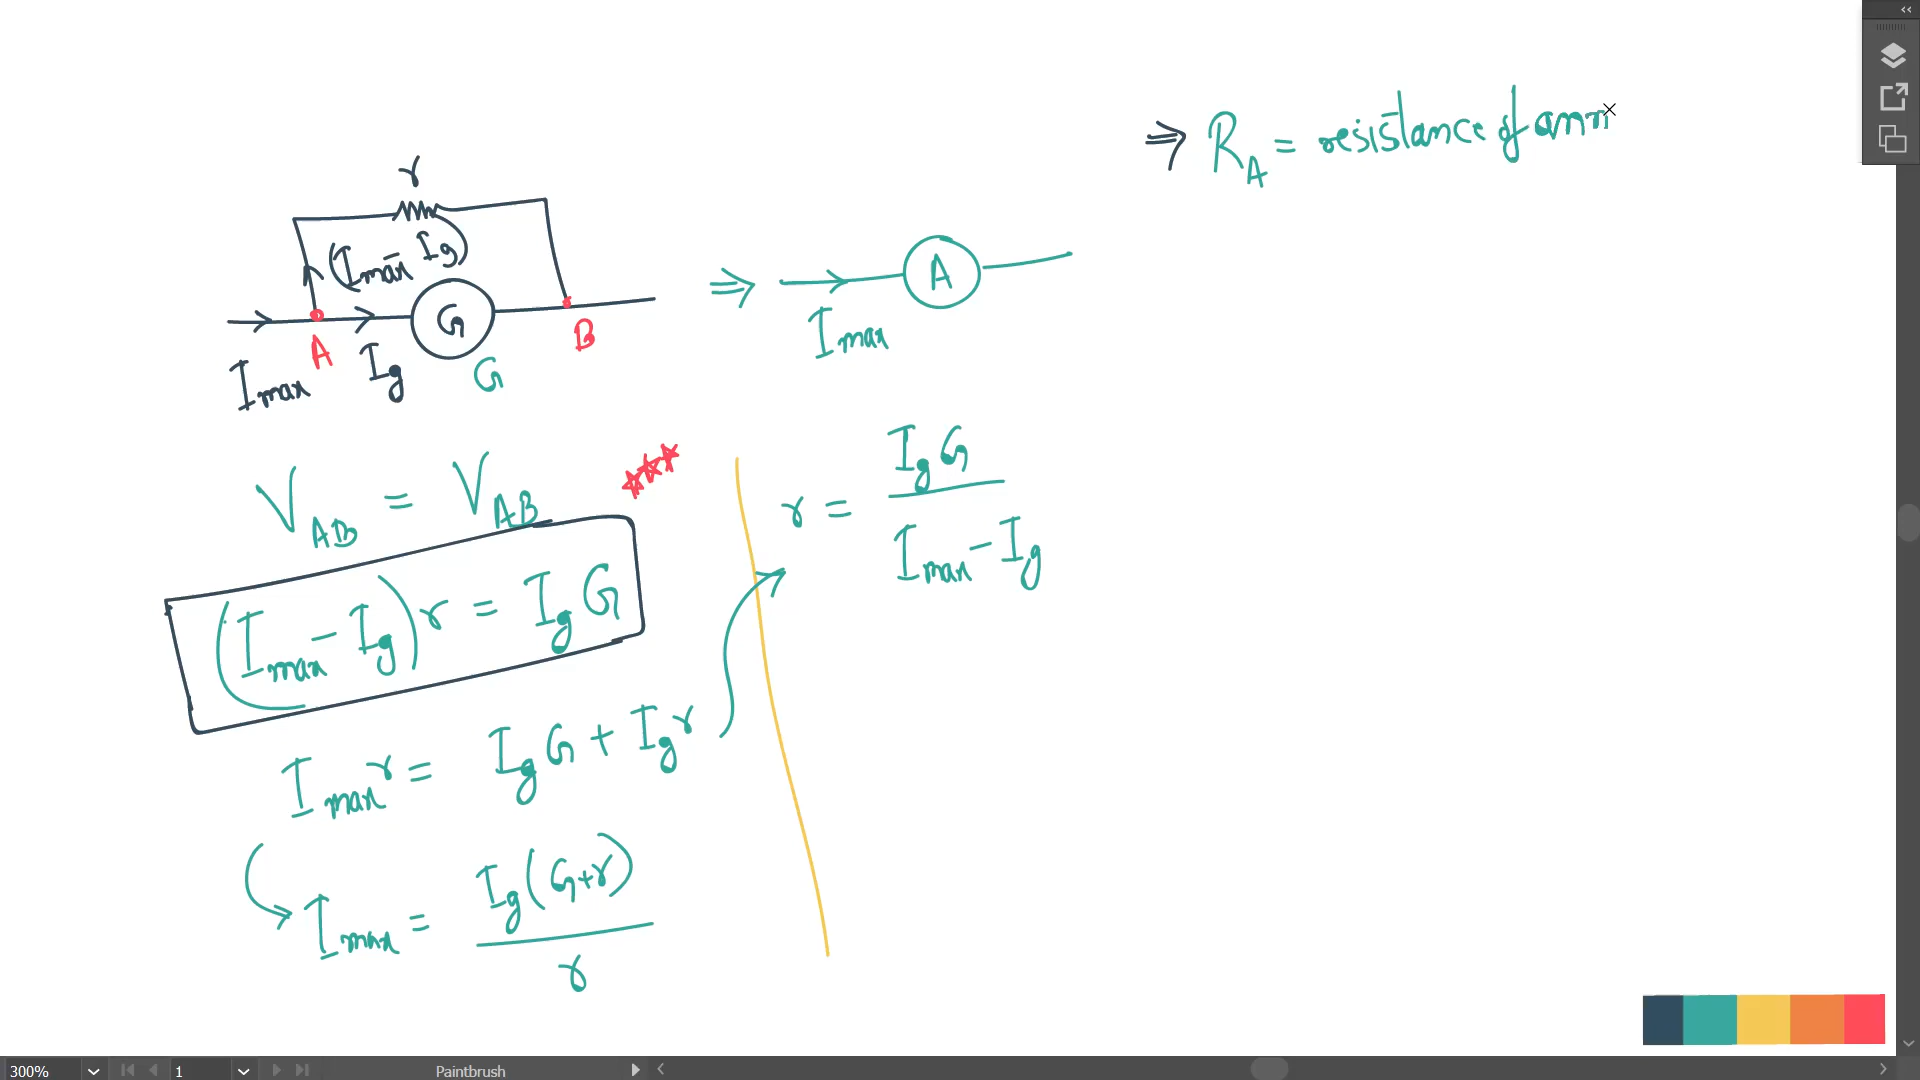 ⇒ R_A = resistance of amm
r
(I_max - I_g)
G
A
B
I_max
I_g
G
⇒
A
I_max
V_AB = V_AB
(I_max - I_g) r = I_g G
I_max r = I_g G + I_g r
I_max = I_g (G+r) / r
r = I_g G / I_max - I_g
300%
1
Paintbrush